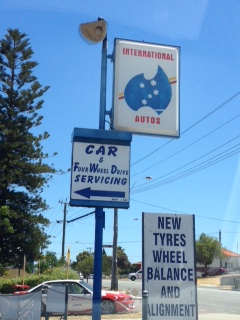 INTERNATIONAL
AUTOS
CAR
&
FOUR WHEEL DRIVE
SERVICING
NEW
TYRES
WHEEL
BALANCE
AND
ALIGNMENT